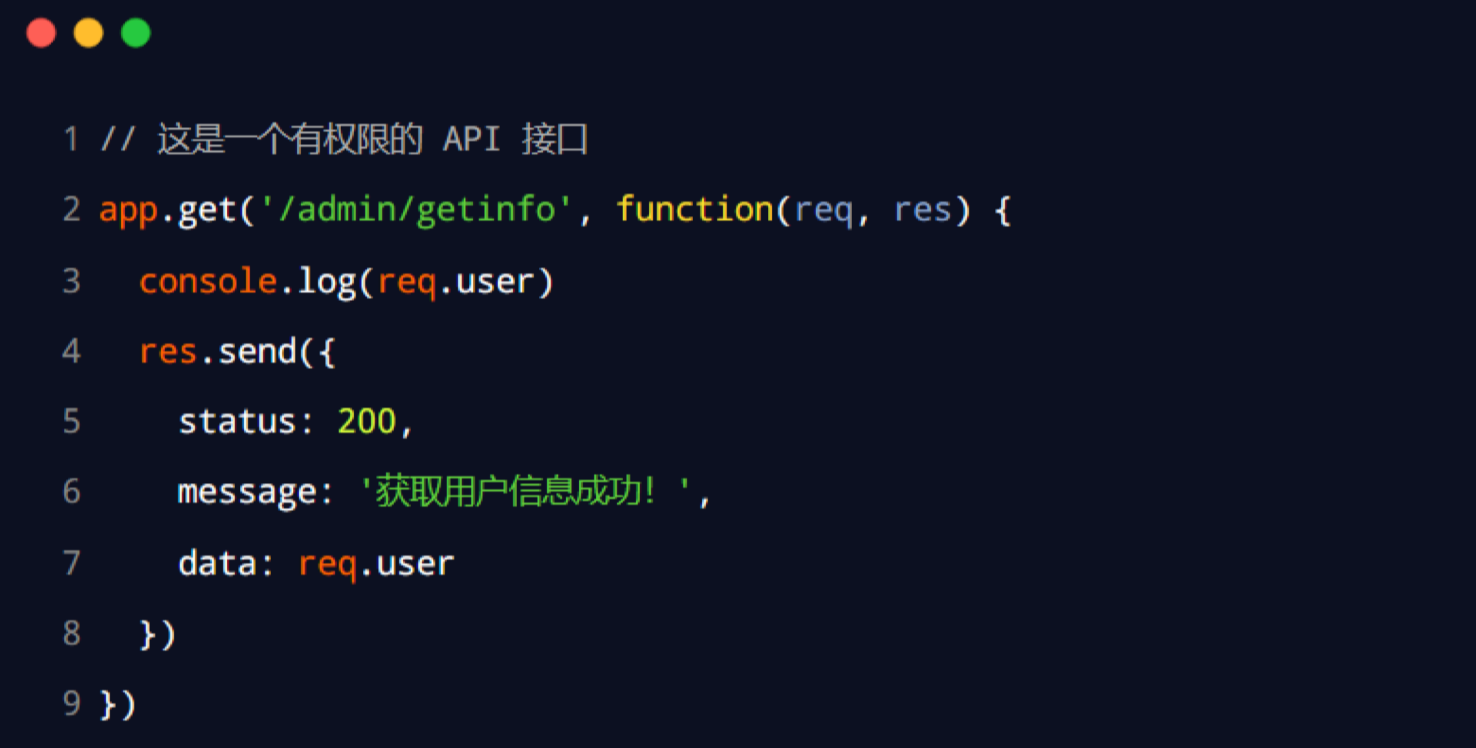 1 // 这是一个有权限的 API 接口
2 app.get('/admin/getinfo', function(req, res) {
3   console.log(req.user)
4   res.send({
5     status: 200,
6     message: '获取用户信息成功！',
7     data: req.user
8   })
9 })